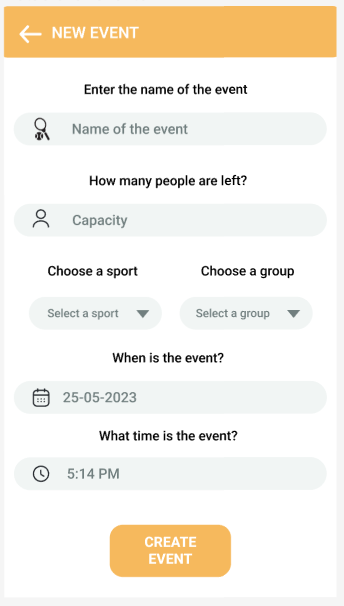 NEW EVENT
Enter the name of the event
Name of the event
How many people are left?
Capacity
Choose a sport
Choose a group
Select a sport
Select a group
When is the event?
25-05-2023
What time is the event?
5:14 PM
CREATE
EVENT